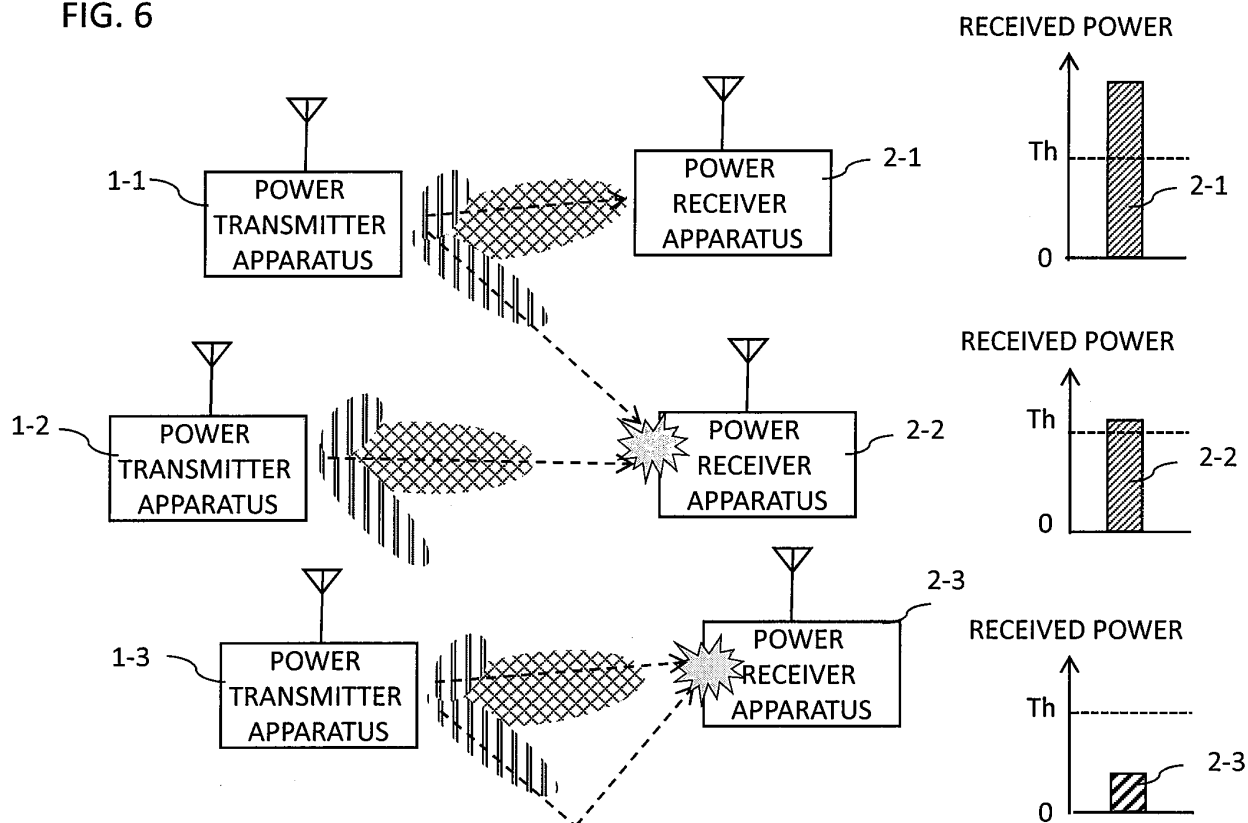 FIG. 6
RECEIVED POWER
1-1
POWER
TRANSMITTER
APPARATUS
POWER
RECEIVER
APPARATUS
2-1
Th
2-1
0
RECEIVED POWER
1-2
POWER
TRANSMITTER
APPARATUS
POWER
RECEIVER
APPARATUS
2-2
Th
2-2
0
RECEIVED POWER
1-3
POWER
TRANSMITTER
APPARATUS
POWER
RECEIVER
APPARATUS
2-3
Th
2-3
0